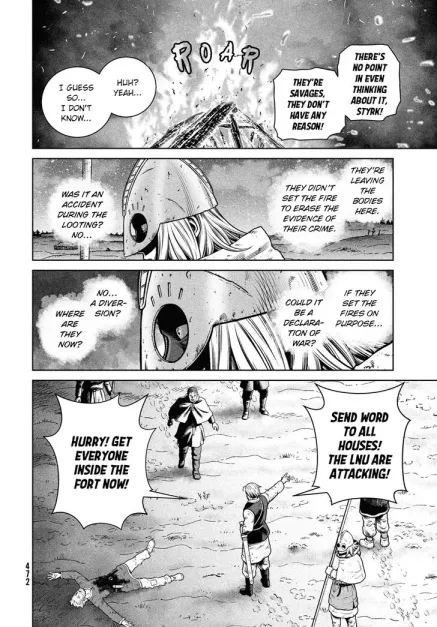 ROAR
THERE'S
NO POINT
IN EVEN
THINKING
ABOUT IT,
STYRK!
THEY'RE
SAVAGES,
THEY DON'T
HAVE ANY
REASON!
HUH?
YEAH...
I GUESS
SO...
I DON'T
KNOW...
THEY'RE
LEAVING
THE
BODIES
HERE.
THEY DIDN'T
SET THE FIRE
TO ERASE THE
EVIDENCE OF
THEIR CRIME.
WAS IT AN
ACCIDENT
DURING THE
LOOTING?
NO...
IF THEY
SET THE
FIRES ON
PURPOSE...
COULD IT
BE A
DECLARA-
TION OF
WAR?
NO...
A DIVER-
SION?
WHERE
ARE
THEY
NOW?
SEND WORD
TO ALL
HOUSES!
THE LNU ARE
ATTACKING!
HURRY! GET
EVERYONE
INSIDE THE
FORT NOW!
472